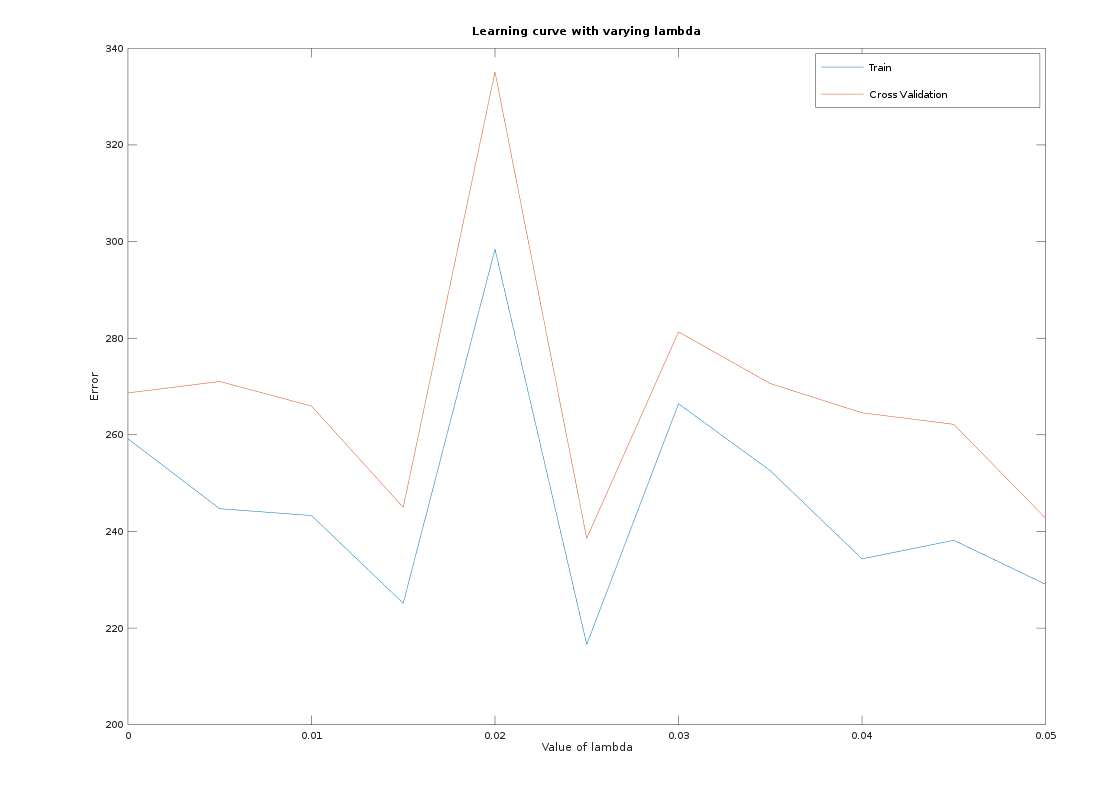 Learning curve with varying lambda
Train
Cross Validation
340
320
300
280
260
240
220
200
Error
0
0.01
0.02
0.03
0.04
0.05
Value of lambda